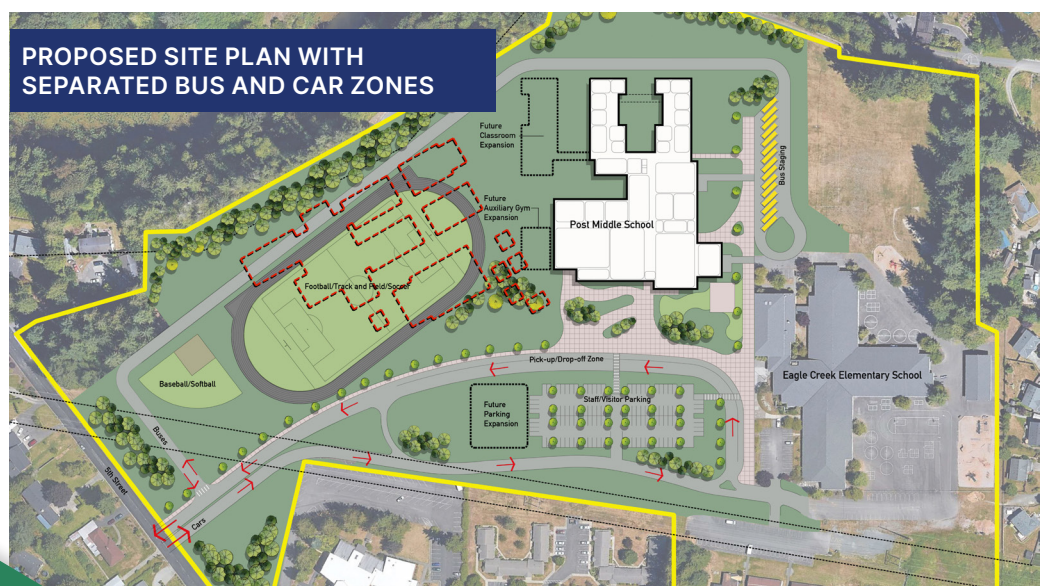 PROPOSED SITE PLAN WITH
SEPARATED BUS AND CAR ZONES
Future
Classroom
Expansion
Future
Auxiliary Gym
Expansion
Post Middle School
Bus Staging
Football/Track and Field/Soccer
Baseball/Softball
Pick-up/Drop-off Zone
Eagle Creek Elementary School
Staff/Visitor Parking
Future
Parking
Expansion
Buses
5th Street
Cars